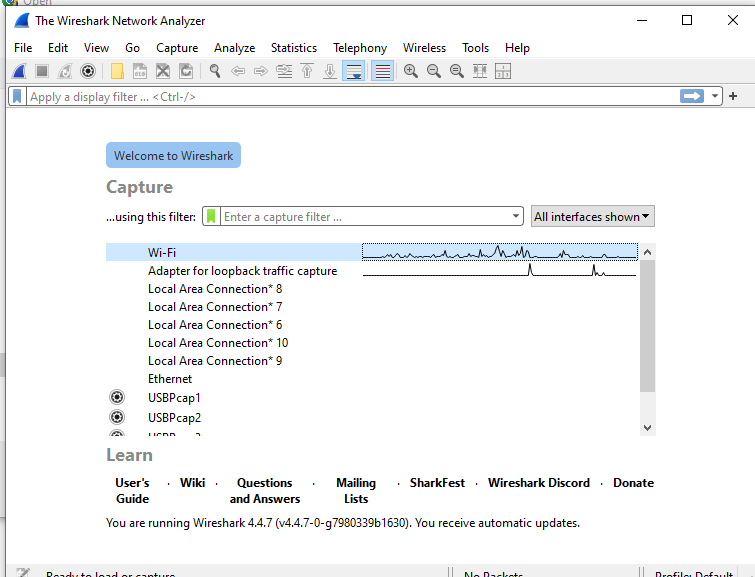 Open
The Wireshark Network Analyzer
File Edit View Go Capture Analyze Statistics Telephony Wireless Tools Help
Apply a display filter ... <Ctrl-/>
Welcome to Wireshark
Capture
...using this filter: Enter a capture filter ... All interfaces shown
Wi-Fi
Adapter for loopback traffic capture
Local Area Connection* 8
Local Area Connection* 7
Local Area Connection* 6
Local Area Connection* 10
Local Area Connection* 9
Ethernet
USBPcap1
USBPcap2
USBPcap3
Learn
User's Guide · Wiki · Questions and Answers · Mailing Lists · SharkFest · Wireshark Discord · Donate
You are running Wireshark 4.4.7 (v4.4.7-0-g7980339b1630). You receive automatic updates.
Ready to load or capture No Packets Profile: Default